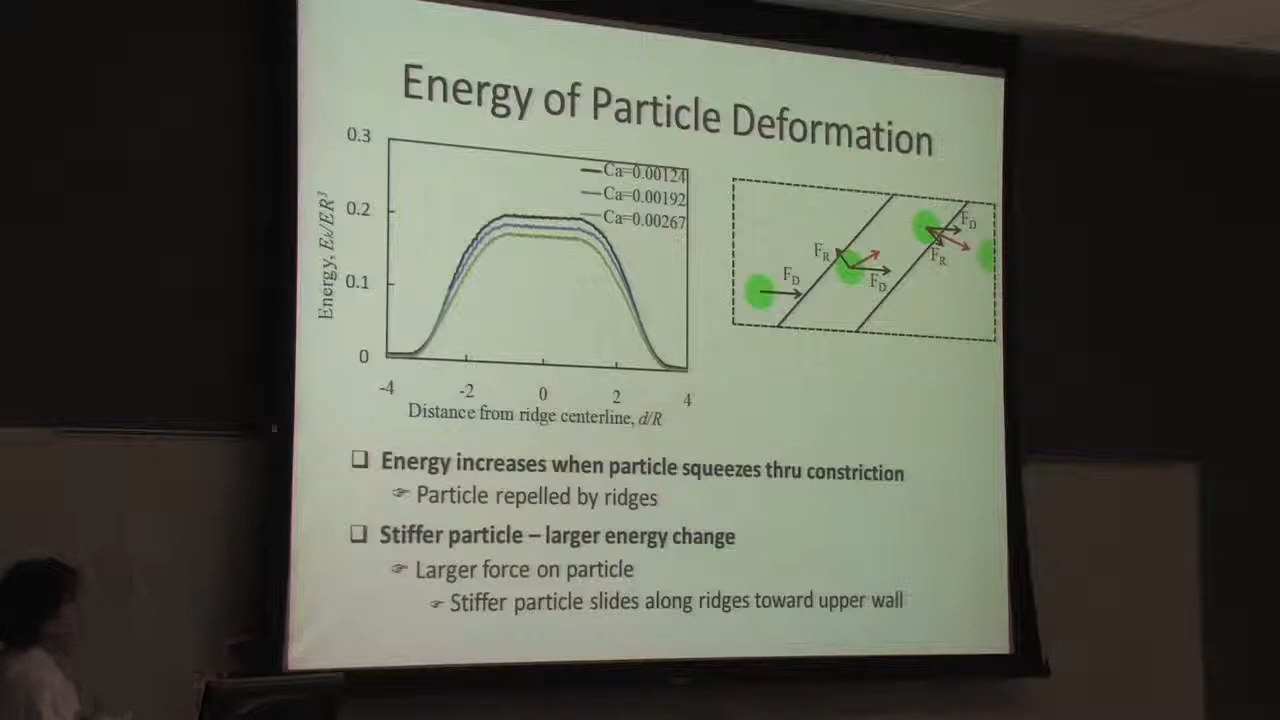 Energy of Particle Deformation
0.3
0.2
0.1
0
Energy, Eₖ/ER³
Ca=0.00124
Ca=0.00192
Ca=0.00267
-4
-2
0
2
4
Distance from ridge centerline, d/R
F_D
F_R
F_D
F_D
F_R
❑ Energy increases when particle squeezes thru constriction
☞ Particle repelled by ridges
❑ Stiffer particle – larger energy change
☞ Larger force on particle
☞ Stiffer particle slides along ridges toward upper wall